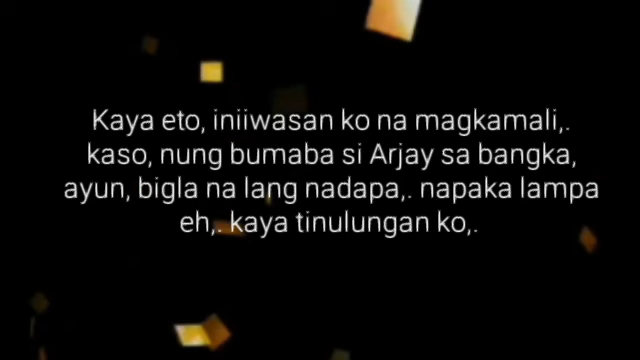 Kaya eto, iniiwasan ko na magkamali,.
kaso, nung bumaba si Arjay sa bangka,
ayun, bigla na lang nadapa,. napaka lampa
eh,. kaya tinulungan ko,.